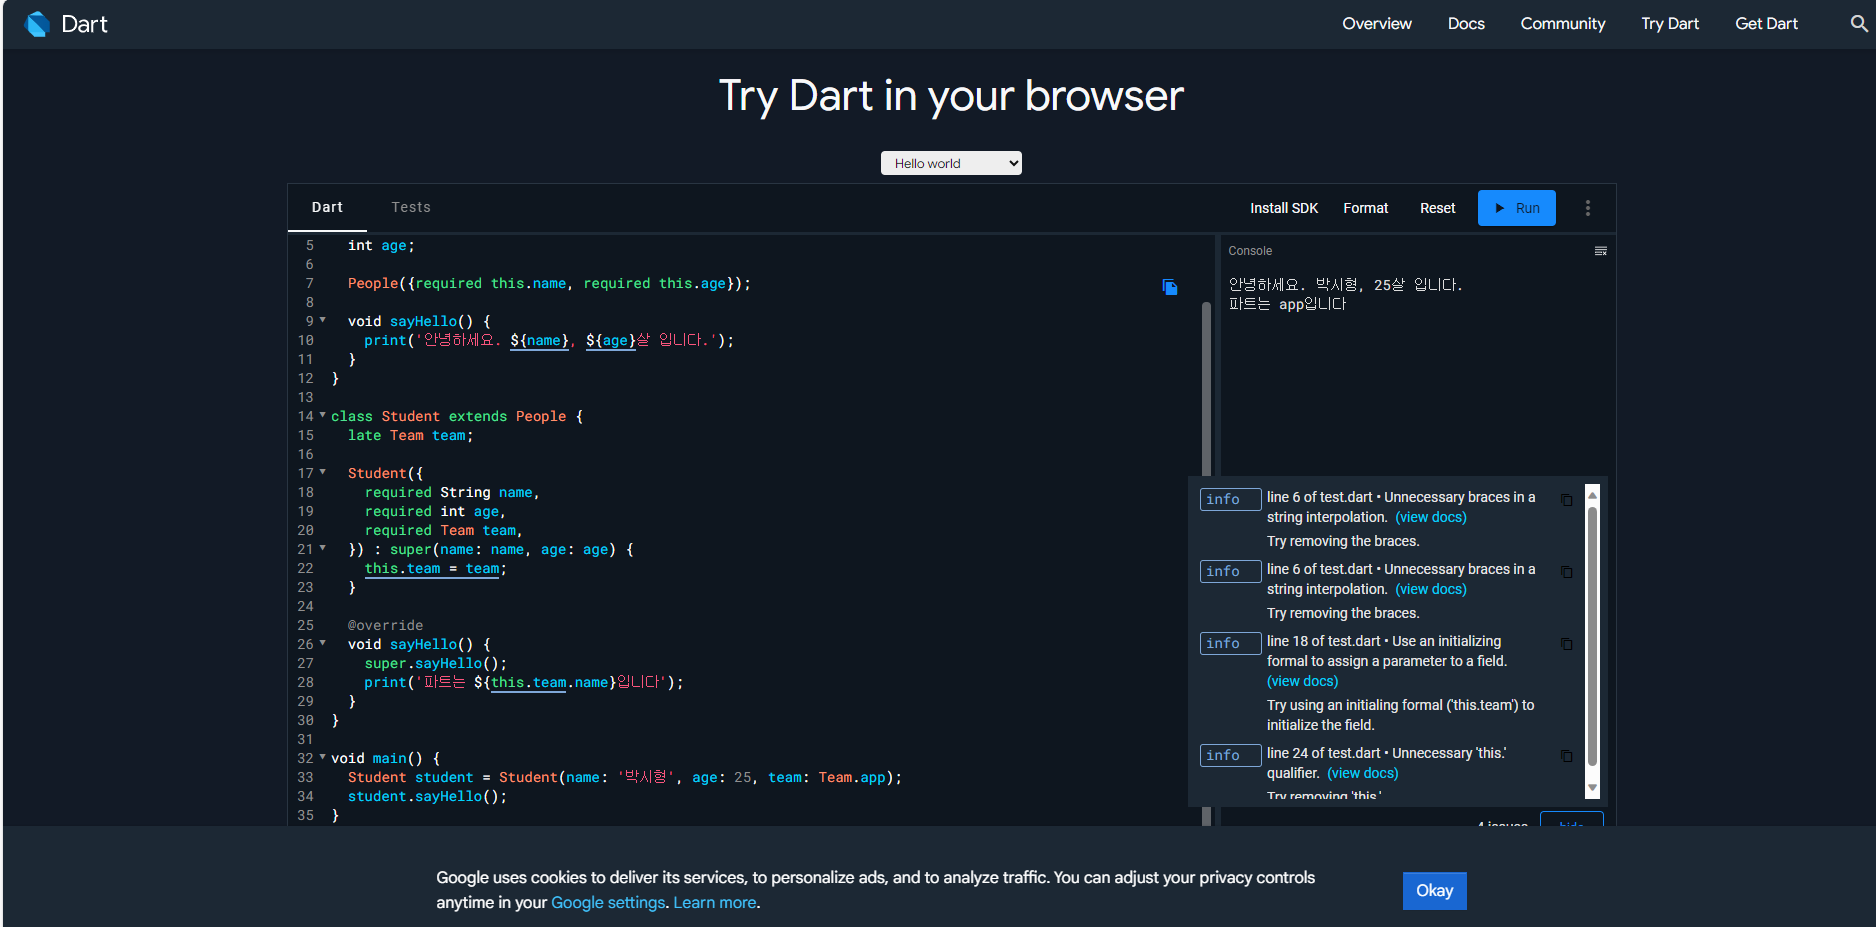 Dart
Overview Docs Community Try Dart Get Dart
Try Dart in your browser
Hello world
Dart Tests Install SDK Format Reset Run
5 int age;
6
7 People({required this.name, required this.age});
8
9 void sayHello() {
10 print('안녕하세요. ${name}, ${age}살 입니다.');
11 }
12 }
13
14 class Student extends People {
15 late Team team;
16
17 Student({
18 required String name,
19 required int age,
20 required Team team,
21 }) : super(name: name, age: age) {
22 this.team = team;
23 }
24
25 @override
26 void sayHello() {
27 super.sayHello();
28 print('파트는 ${this.team.name}입니다');
29 }
30 }
31
32 void main() {
33 Student student = Student(name: '박시형', age: 25, team: Team.app);
34 student.sayHello();
35 }
Console
안녕하세요. 박시형, 25살 입니다.
파트는 app입니다
info line 6 of test.dart • Unnecessary braces in a
string interpolation. (view docs)
Try removing the braces.
info line 6 of test.dart • Unnecessary braces in a
string interpolation. (view docs)
Try removing the braces.
info line 18 of test.dart • Use an initializing
formal to assign a parameter to a field.
(view docs)
Try using an initialing formal ('this.team') to
initialize the field.
info line 24 of test.dart • Unnecessary 'this.'
qualifier. (view docs)
Try removing 'this.'
4 issues hide
Google uses cookies to deliver its services, to personalize ads, and to analyze traffic. You can adjust your privacy controls
anytime in your Google settings. Learn more.
Okay